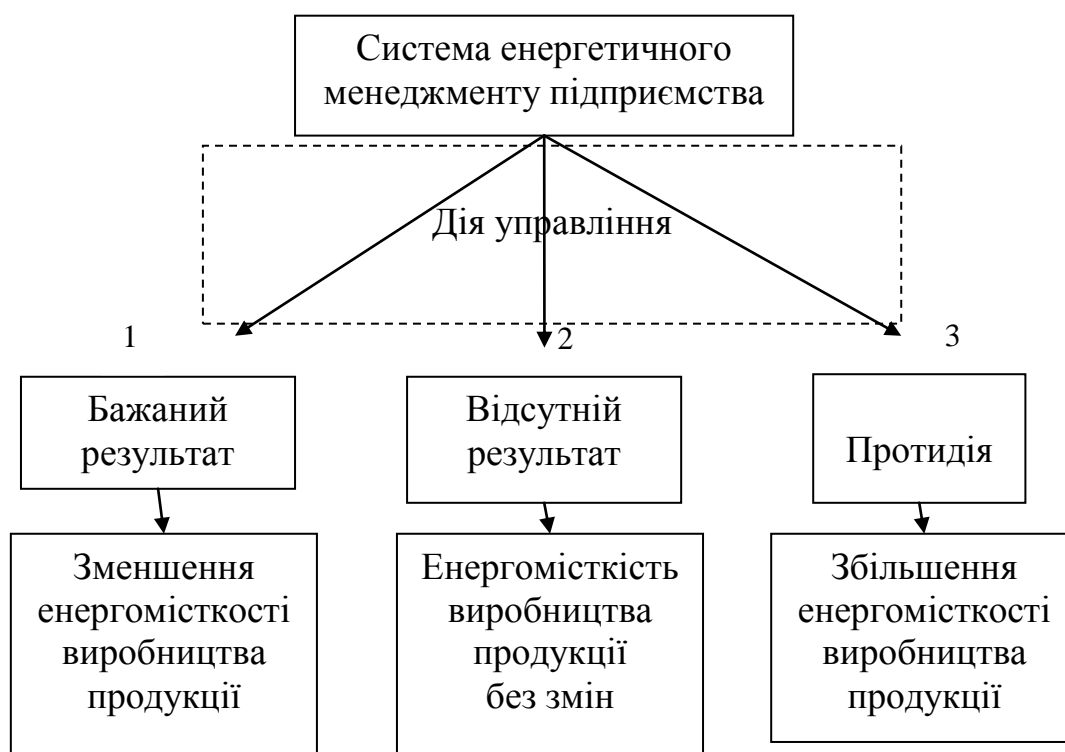 Система енергетичного
менеджменту підприємства
Дія управління
1
2
3
Бажаний
результат
Відсутній
результат
Протидія
Зменшення
енергомісткості
виробництва
продукції
Енергомісткість
виробництва
продукції
без змін
Збільшення
енергомісткості
виробництва
продукції